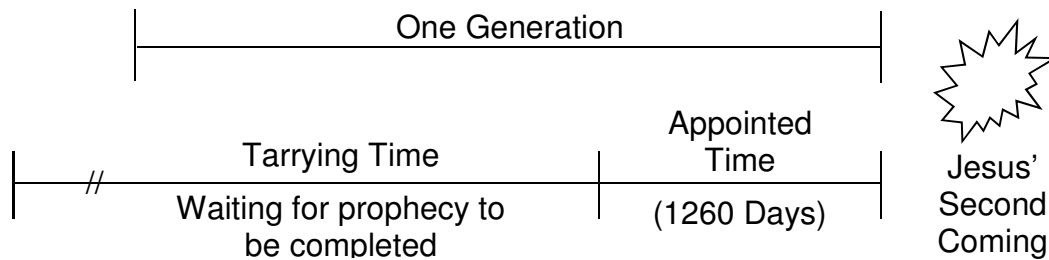 One Generation
Appointed
Time
Tarrying Time
(1260 Days)
Waiting for prophecy to
be completed
Jesus’
Second
Coming